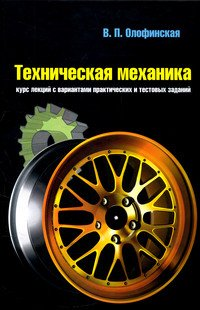 В. П. Олофинская
Техническая механика
курс лекций с вариантами практических и тестовых заданий